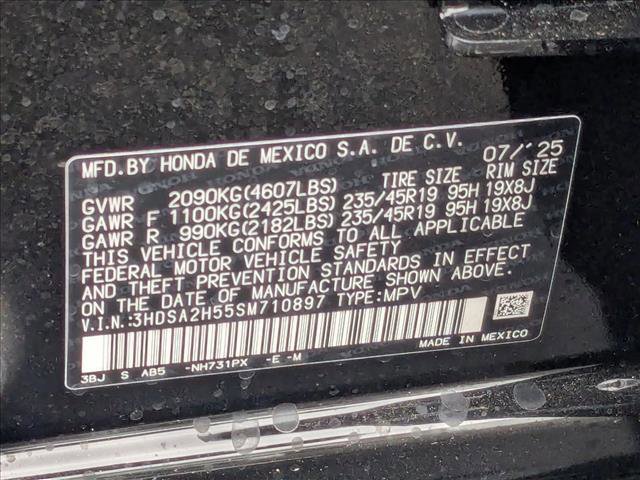 MFD.BY HONDA DE MEXICO S.A. DE C.V. 07/'25
GVWR 2090KG(4607LBS) TIRE SIZE RIM SIZE
GAWR F 1100KG(2425LBS) 235/45R19 95H 19X8J
GAWR R 990KG(2182LBS) 235/45R19 95H 19X8J
THIS VEHICLE CONFORMS TO ALL APPLICABLE
FEDERAL MOTOR VEHICLE SAFETY
AND THEFT PREVENTION STANDARDS IN EFFECT
ON THE DATE OF MANUFACTURE SHOWN ABOVE.
V.I.N.:3HDSA2H55SM710897 TYPE:MPV
MADE IN MEXICO
3BJ S AB5 -NH731PX -E -M